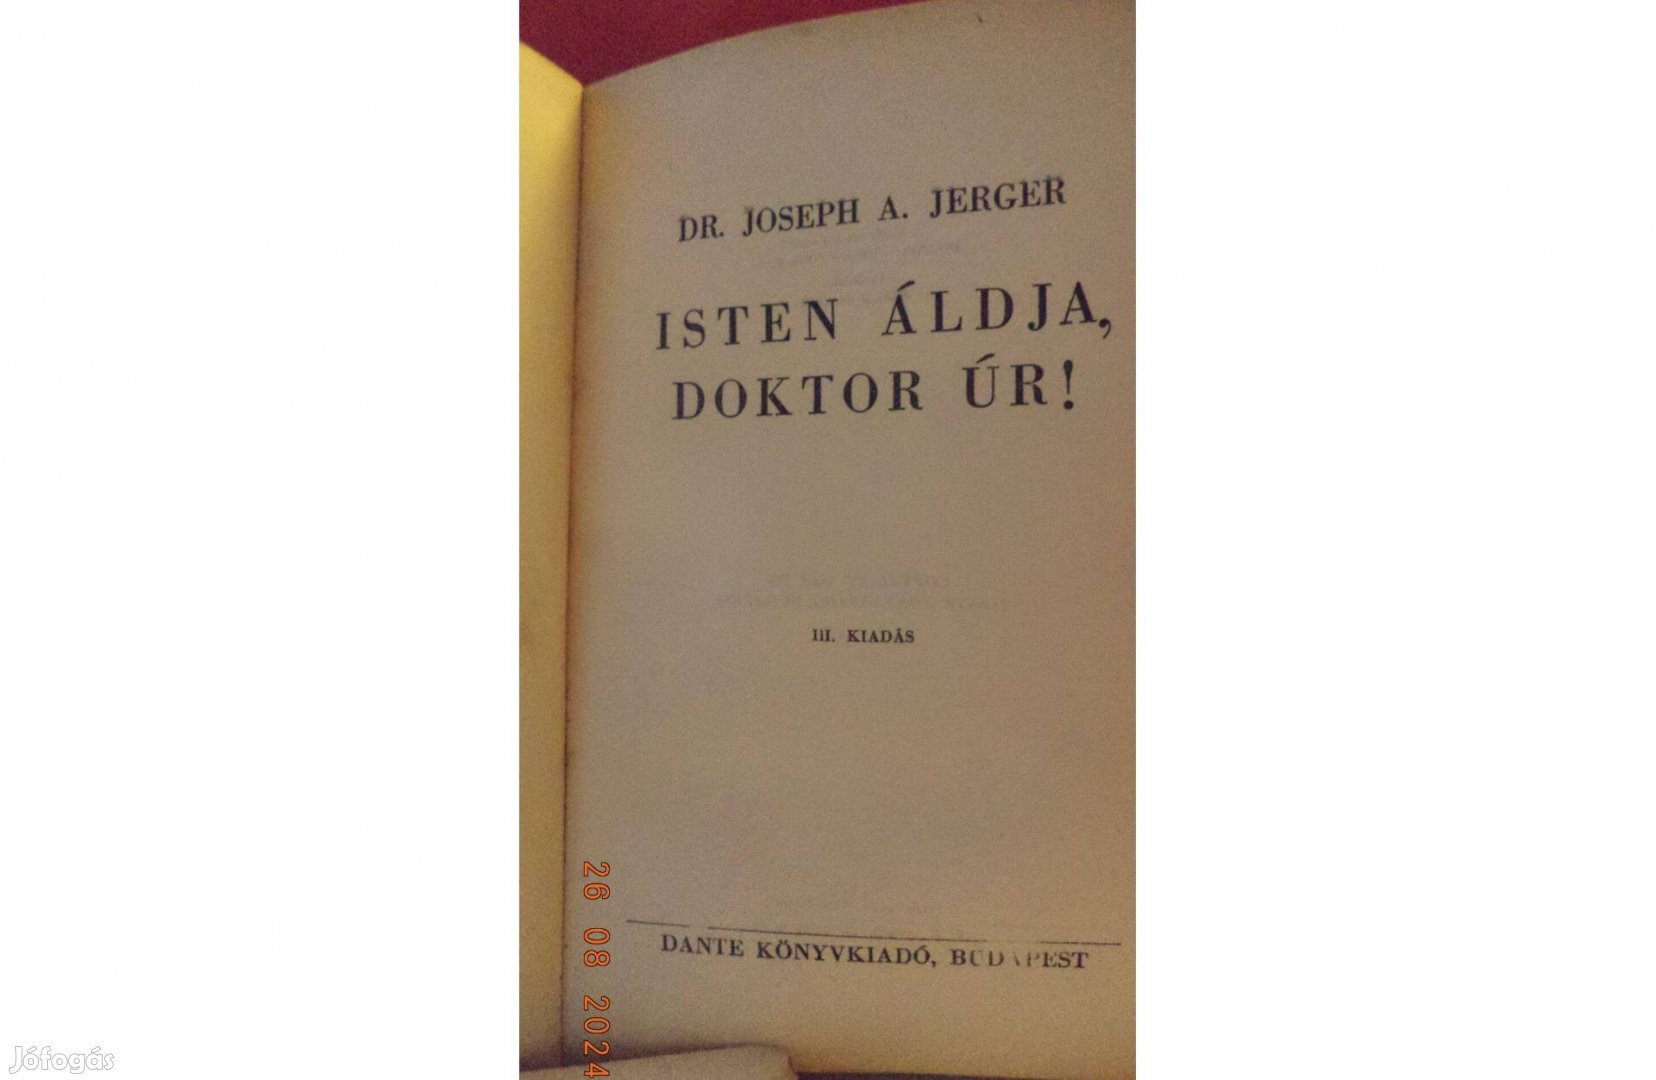 DR. JOSEPH A. JERGER
ISTEN ÁLDJA,
DOKTOR ÚR!
III. KIADÁS
DANTE KÖNYVKIADÓ, BUDAPEST
26 08 2024
Jófogás